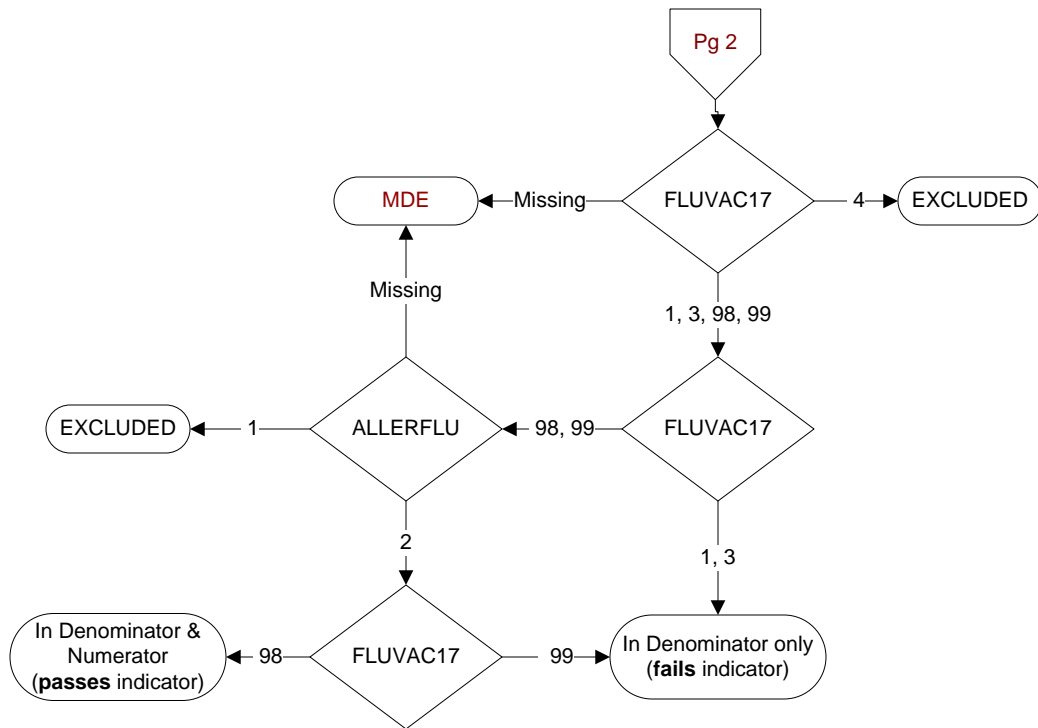 Pg 2
MDE
Missing
FLUVAC17
4
EXCLUDED
Missing
1, 3, 98, 99
EXCLUDED
1
ALLERFLU
98, 99
FLUVAC17
2
1, 3
In Denominator &
Numerator
(passes indicator)
98
FLUVAC17
99
In Denominator only
(fails indicator)